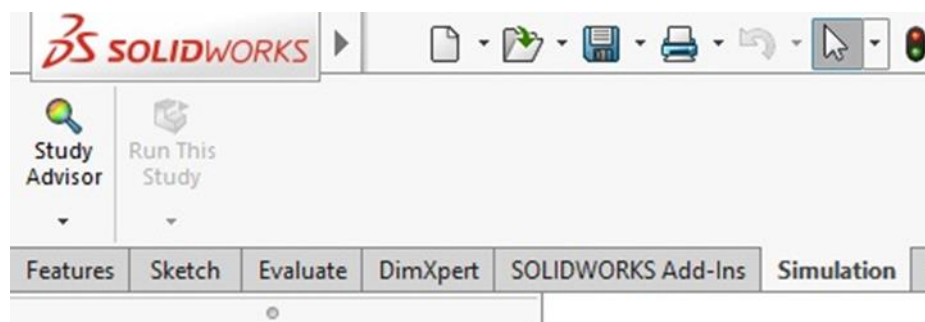 SOLIDWORKS
Study
Advisor
Run This
Study
Features Sketch Evaluate DimXpert SOLIDWORKS Add-Ins Simulation